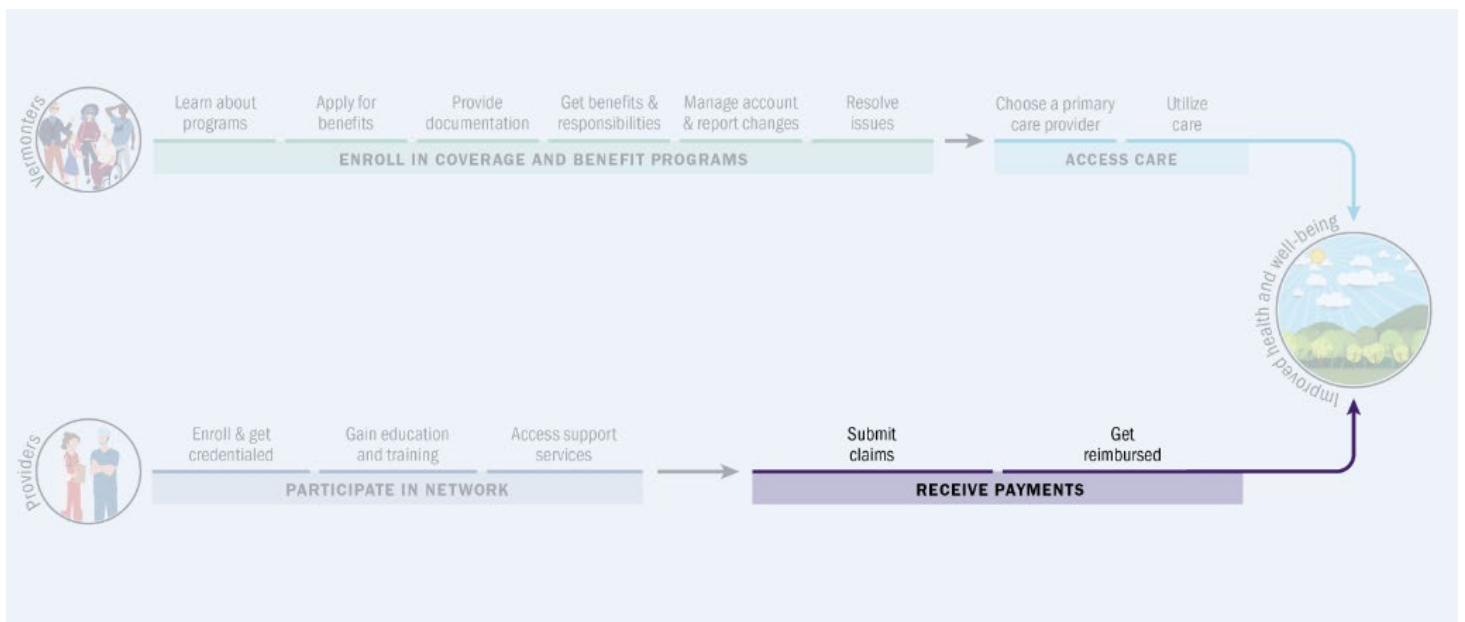 Vermonters
Learn about
programs
Apply for
benefits
Provide
documentation
Get benefits &
responsibilities
Manage account
& report changes
Resolve
issues
ENROLL IN COVERAGE AND BENEFIT PROGRAMS
Choose a primary
care provider
Utilize
care
ACCESS CARE
Improved health and well-being
Providers
Enroll & get
credentialed
Gain education
and training
Access support
services
PARTICIPATE IN NETWORK
Submit
claims
Get
reimbursed
RECEIVE PAYMENTS